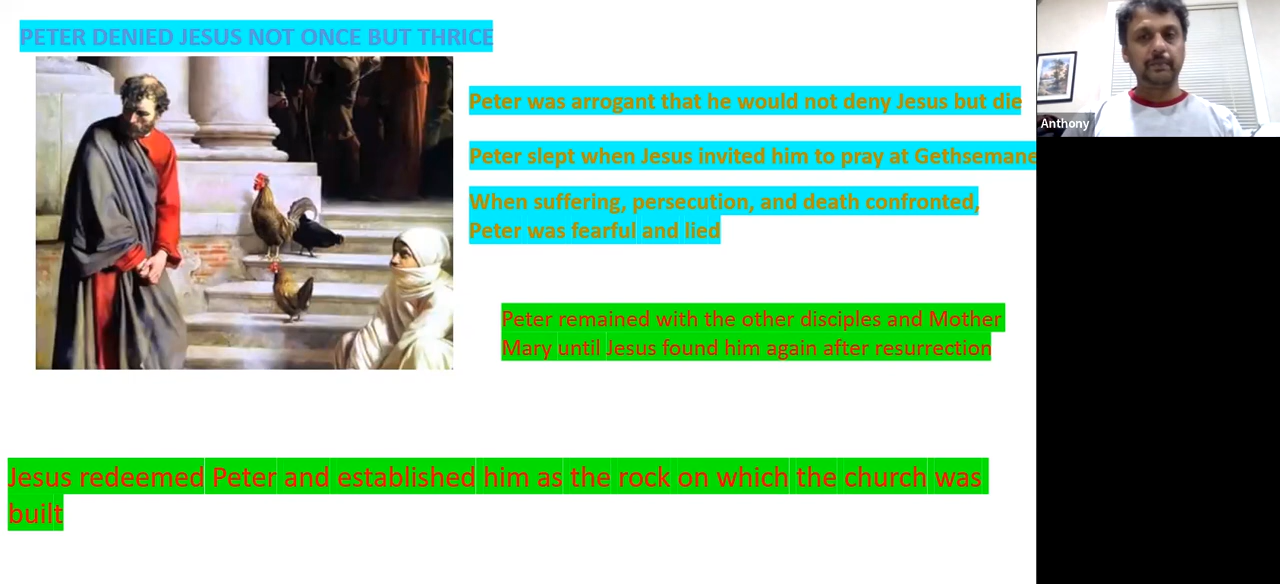 PETER DENIED JESUS NOT ONCE BUT THRICE
Peter was arrogant that he would not deny Jesus but die
Anthony
Peter slept when Jesus invited him to pray at Gethsemane
When suffering, persecution, and death confronted,
Peter was fearful and lied
Peter remained with the other disciples and Mother
Mary until Jesus found him again after resurrection
Jesus redeemed Peter and established him as the rock on which the church was
built